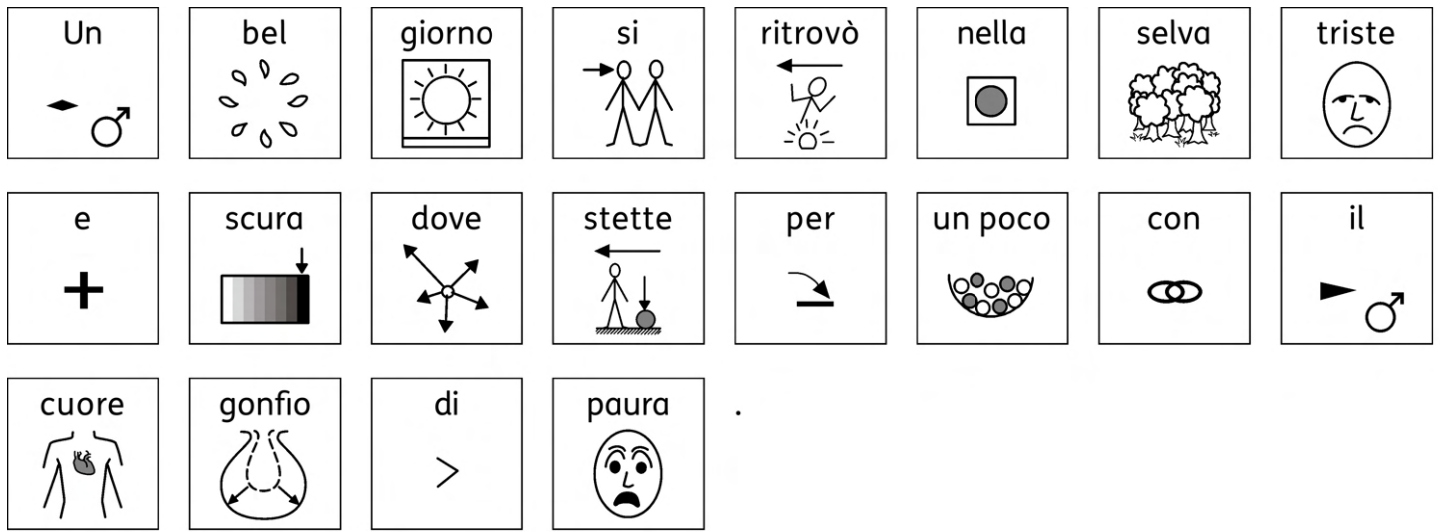 Un bel giorno si ritrovò nella selva triste
e scura dove stette per un poco con il
cuore gonfio di paura .